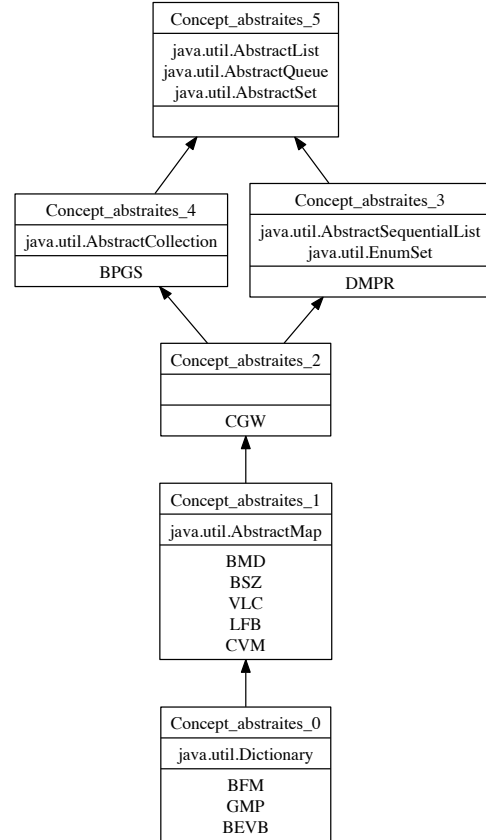 Concept_abstraites_5
java.util.AbstractList
java.util.AbstractQueue
java.util.AbstractSet
Concept_abstraites_4
java.util.AbstractCollection
BPGS
Concept_abstraites_3
java.util.AbstractSequentialList
java.util.EnumSet
DMPR
Concept_abstraites_2
CGW
Concept_abstraites_1
java.util.AbstractMap
BMD
BSZ
VLC
LFB
CVM
Concept_abstraites_0
java.util.Dictionary
BFM
GMP
BEVB